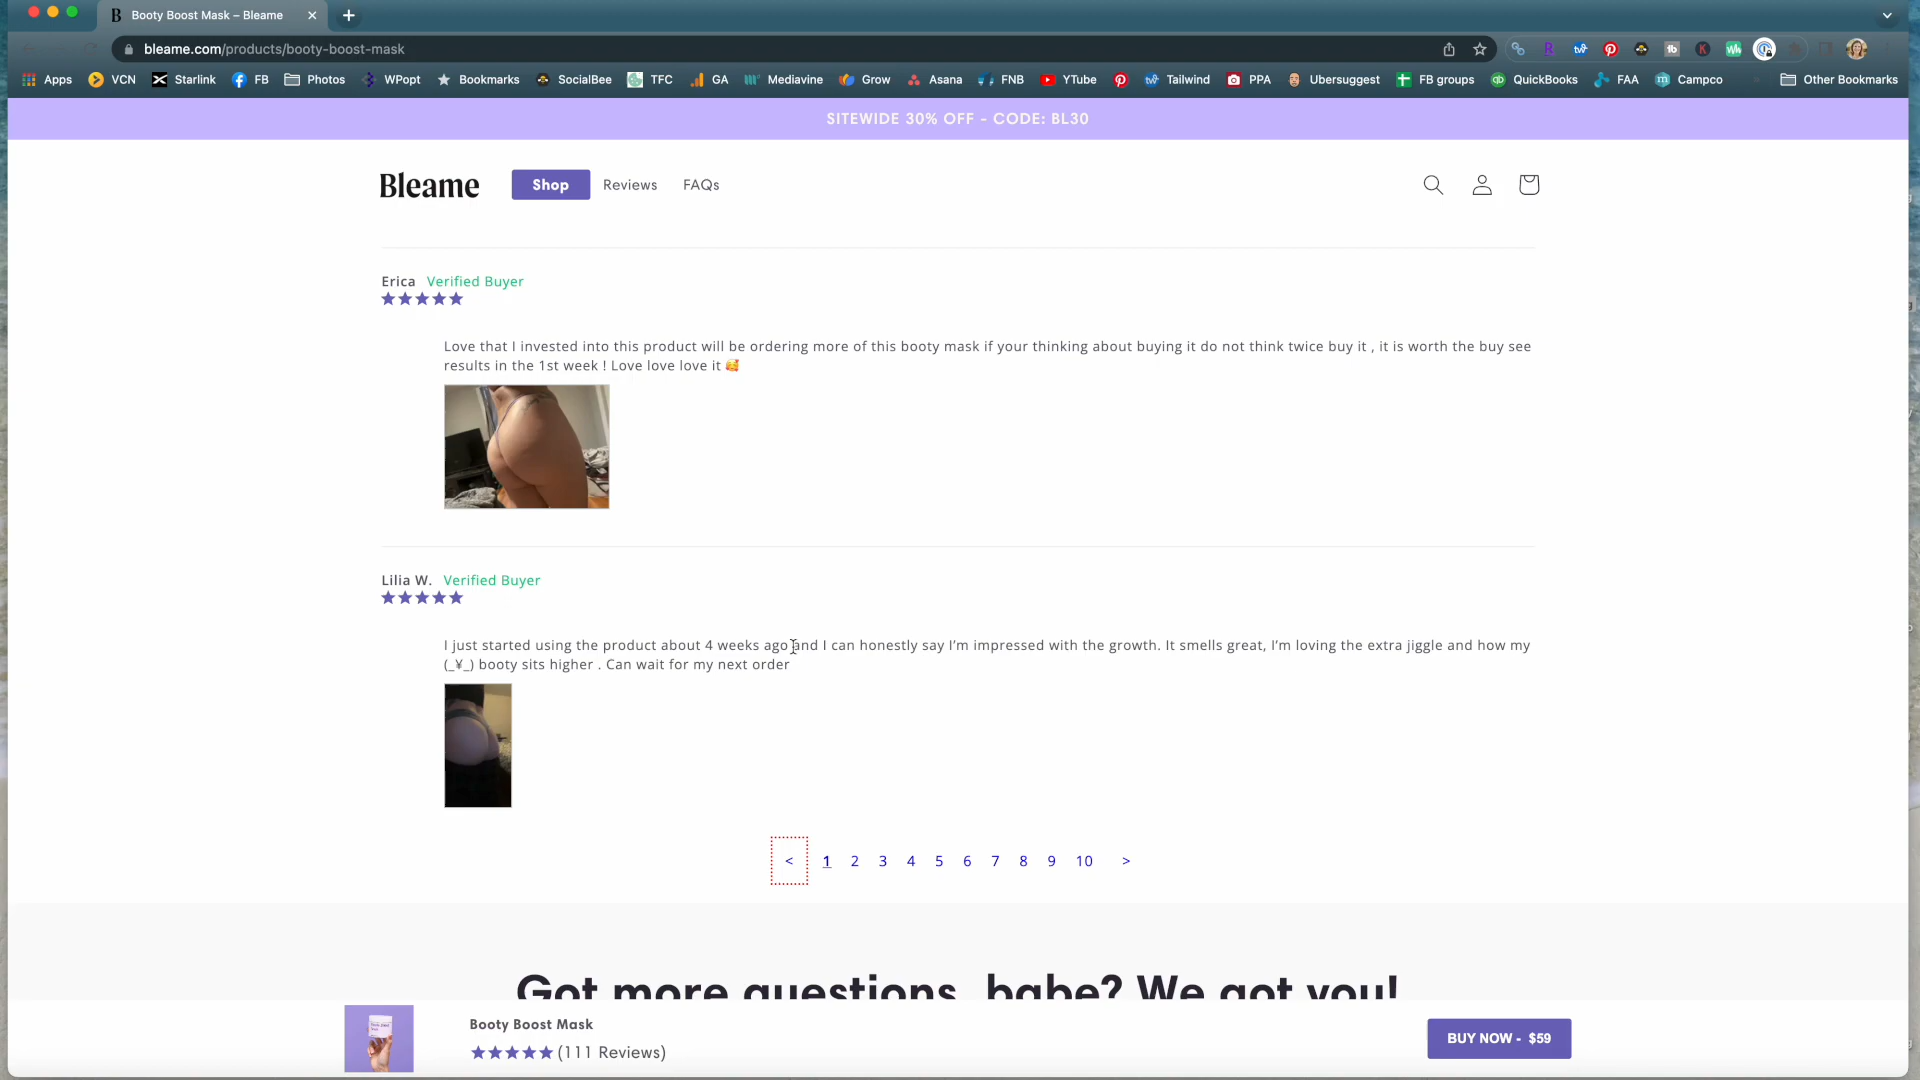 Booty Boost Mask – Bleame
bleame.com/products/booty-boost-mask
Apps VCN Starlink FB Photos WPopt Bookmarks SocialBee TFC GA Mediavine Grow Asana FNB YTube Tailwind PPA Ubersuggest FB groups QuickBooks FAA Campco Other Bookmarks
SITEWIDE 30% OFF - CODE: BL30
Bleame Shop Reviews FAQs
Erica Verified Buyer
Love that I invested into this product will be ordering more of this booty mask if your thinking about buying it do not think twice buy it , it is worth the buy see
results in the 1st week ! Love love love it 🥰
Lilia W. Verified Buyer
I just started using the product about 4 weeks ago and I can honestly say I'm impressed with the growth. It smells great, I'm loving the extra jiggle and how my
(_¥_) booty sits higher . Can wait for my next order
< 1 2 3 4 5 6 7 8 9 10 >
Got more questions, babe? We got you!
Booty Boost Mask
(111 Reviews)
BUY NOW - $59